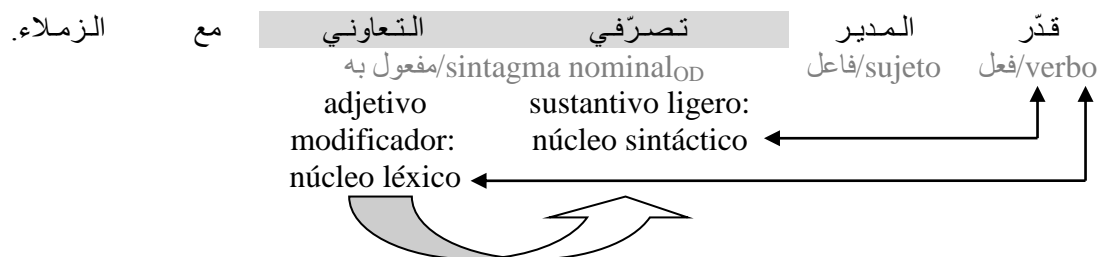 قدّر المدير تصرّفي التعاوني مع الزملاء.
verbo/فعل sujeto/فاعل sintagma nominalOD/مفعول به
adjetivo sustantivo ligero:
modificador: núcleo sintáctico
núcleo léxico